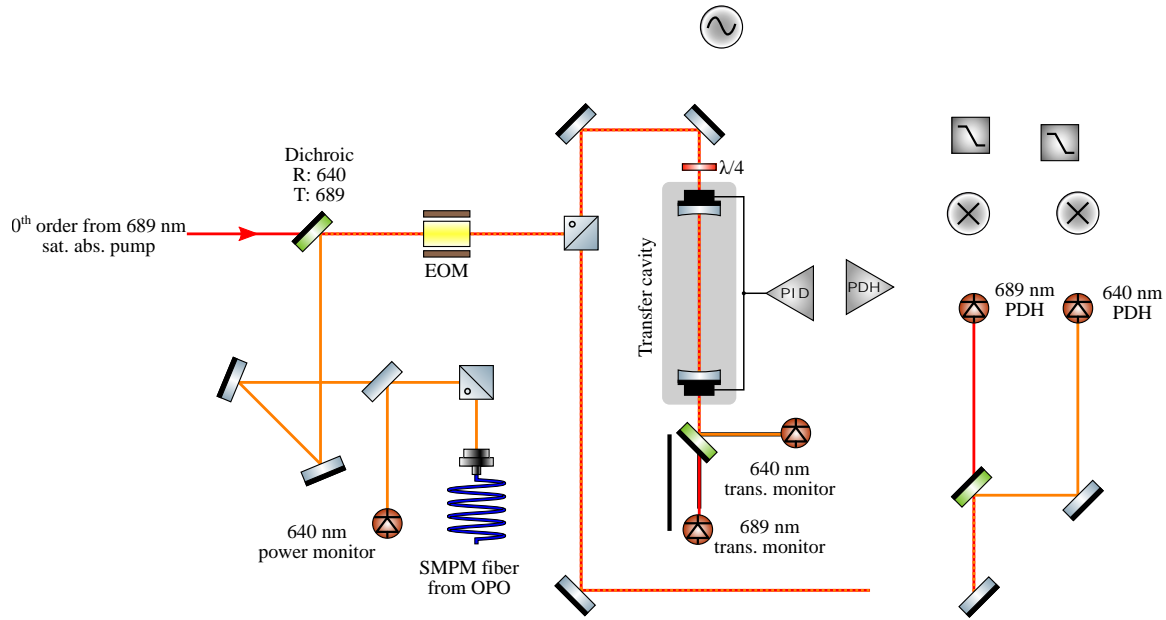 Dichroic
R: 640
T: 689
0th order from 689 nm
sat. abs. pump
EOM
λ/4
Transfer cavity
PID
PDH
689 nm
PDH
640 nm
PDH
640 nm
trans. monitor
689 nm
trans. monitor
640 nm
power monitor
SMPM fiber
from OPO